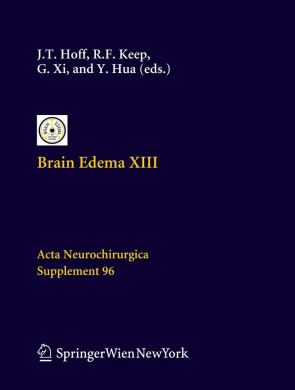 J.T. Hoff, R.F. Keep,
G. Xi, and Y. Hua (eds.)
Brain Edema XIII
Acta Neurochirurgica
Supplement 96
SpringerWienNewYork